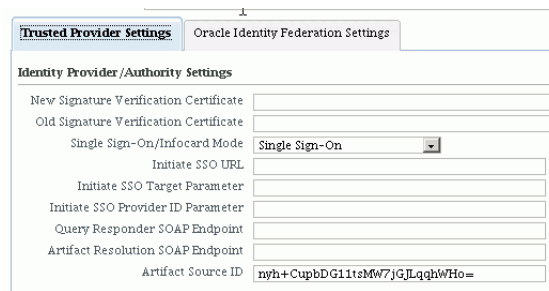 Trusted Provider Settings
Oracle Identity Federation Settings
Identity Provider/Authority Settings
New Signature Verification Certificate
Old Signature Verification Certificate
Single Sign-On/Infocard Mode Single Sign-On
Initiate SSO URL
Initiate SSO Target Parameter
Initiate SSO Provider ID Parameter
Query Responder SOAP Endpoint
Artifact Resolution SOAP Endpoint
Artifact Source ID nyh+CupbDG11tsMW7jGJLqqhWHo=